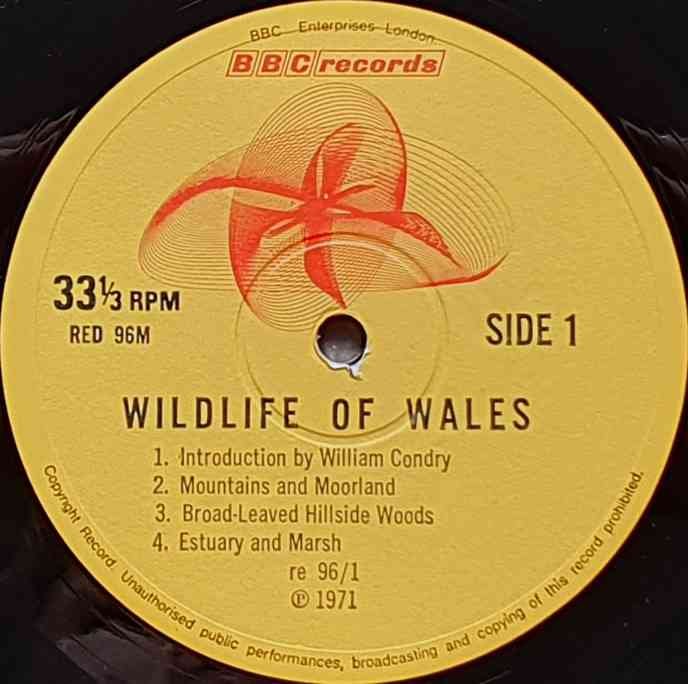 BBC Enterprises London.
BBC records
33⅓ RPM
RED 96M
SIDE 1
WILDLIFE OF WALES
1. Introduction by William Condry
2. Mountains and Moorland
3. Broad-Leaved Hillside Woods
4. Estuary and Marsh
re 96/1
℗ 1971
Copyright Record. Unauthorised public performances, broadcasting and copying of this record prohibited.